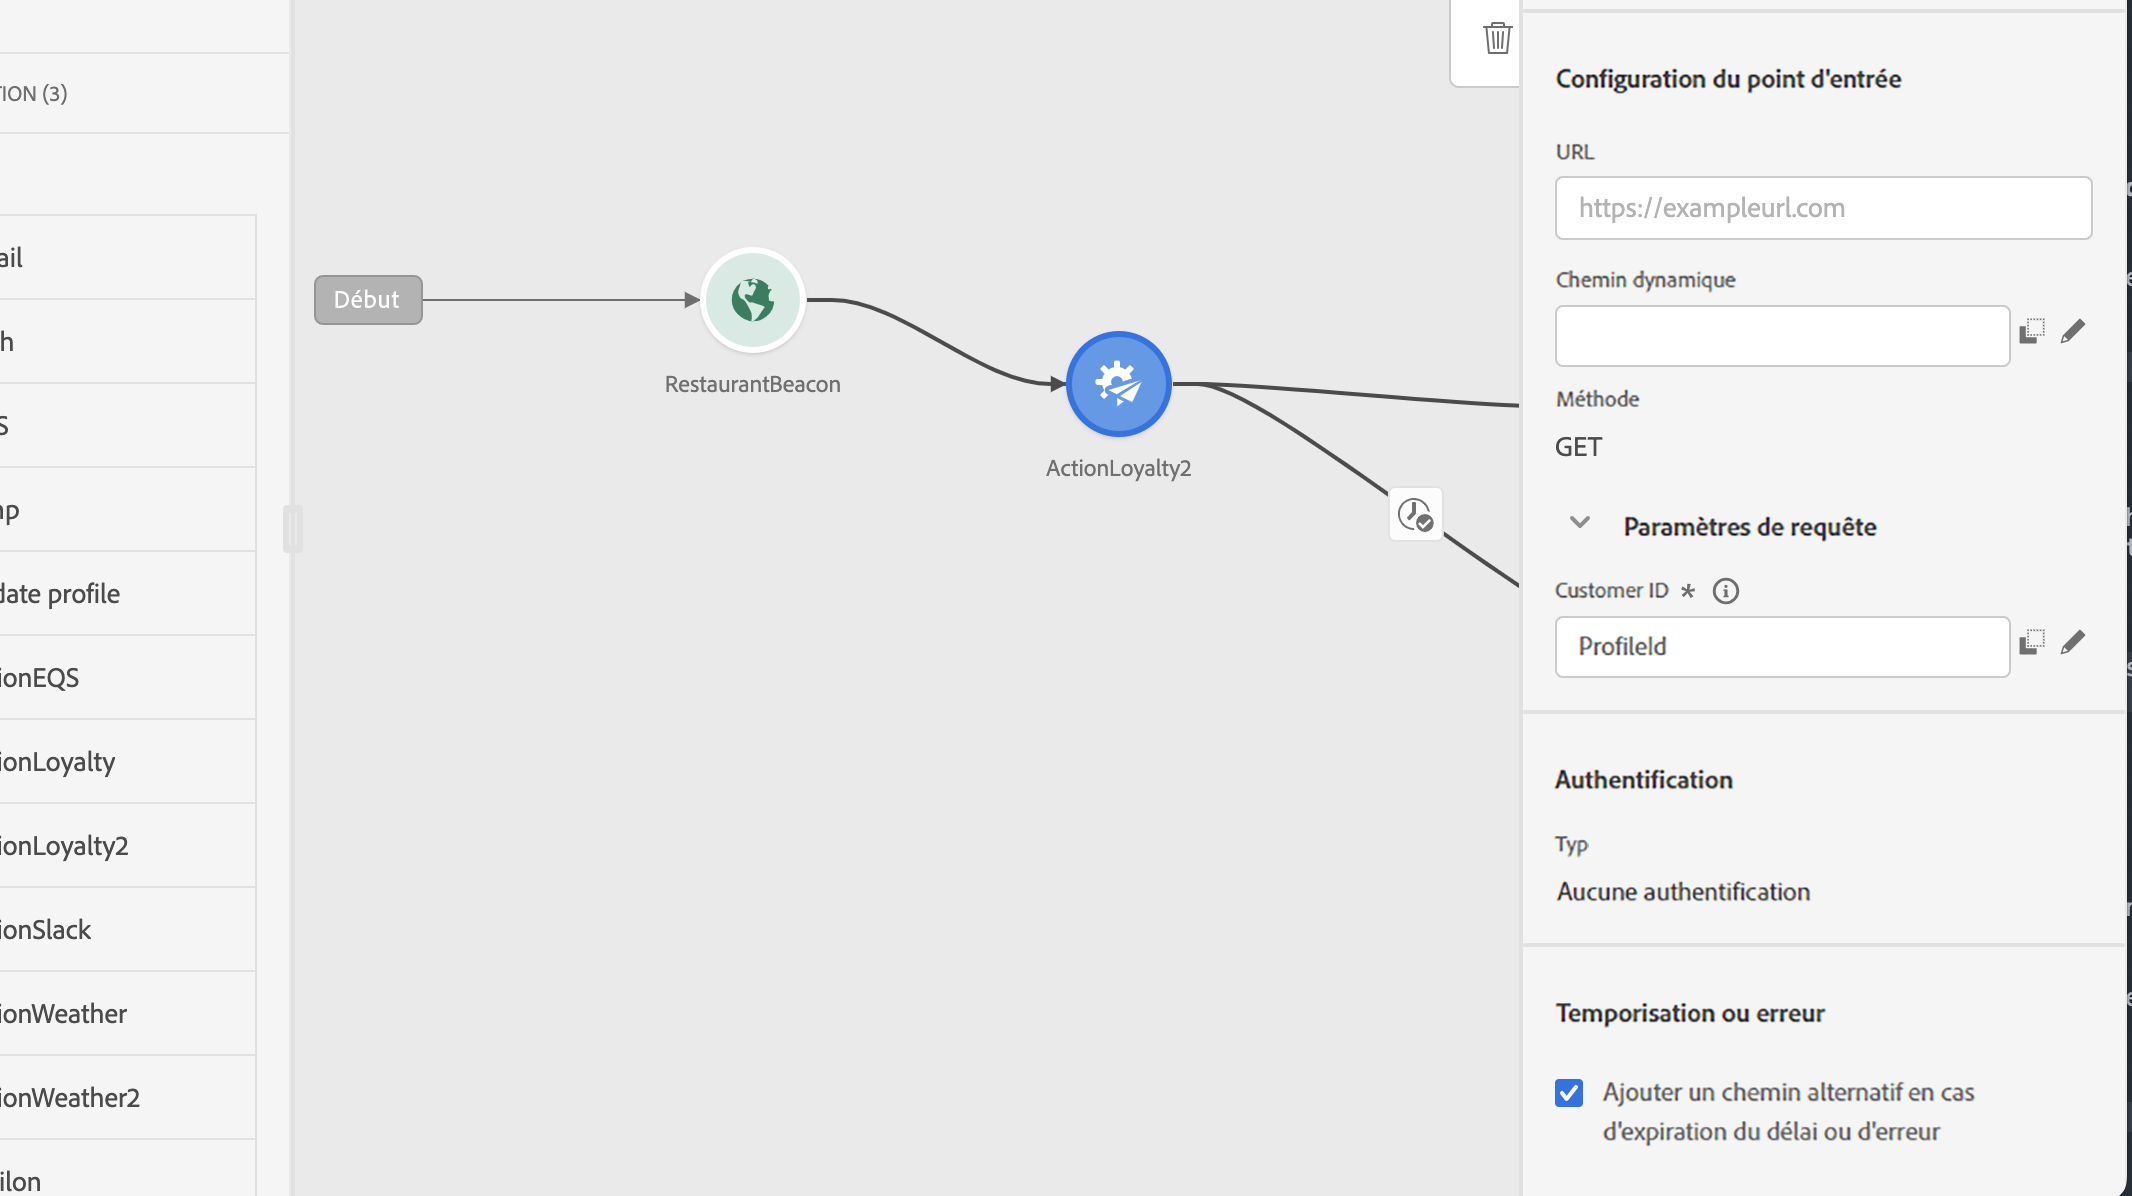 TION (3)
ail
h
S
np
date profile
ionEQS
ionLoyalty
ionLoyalty2
ionSlack
ionWeather
ionWeather2
ilon
Début
RestaurantBeacon
ActionLoyalty2
Configuration du point d'entrée
URL
https://exampleurl.com
Chemin dynamique
Méthode
GET
Paramètres de requête
Customer ID *
ProfileId
Authentification
Typ
Aucune authentification
Temporisation ou erreur
Ajouter un chemin alternatif en cas
d'expiration du délai ou d'erreur